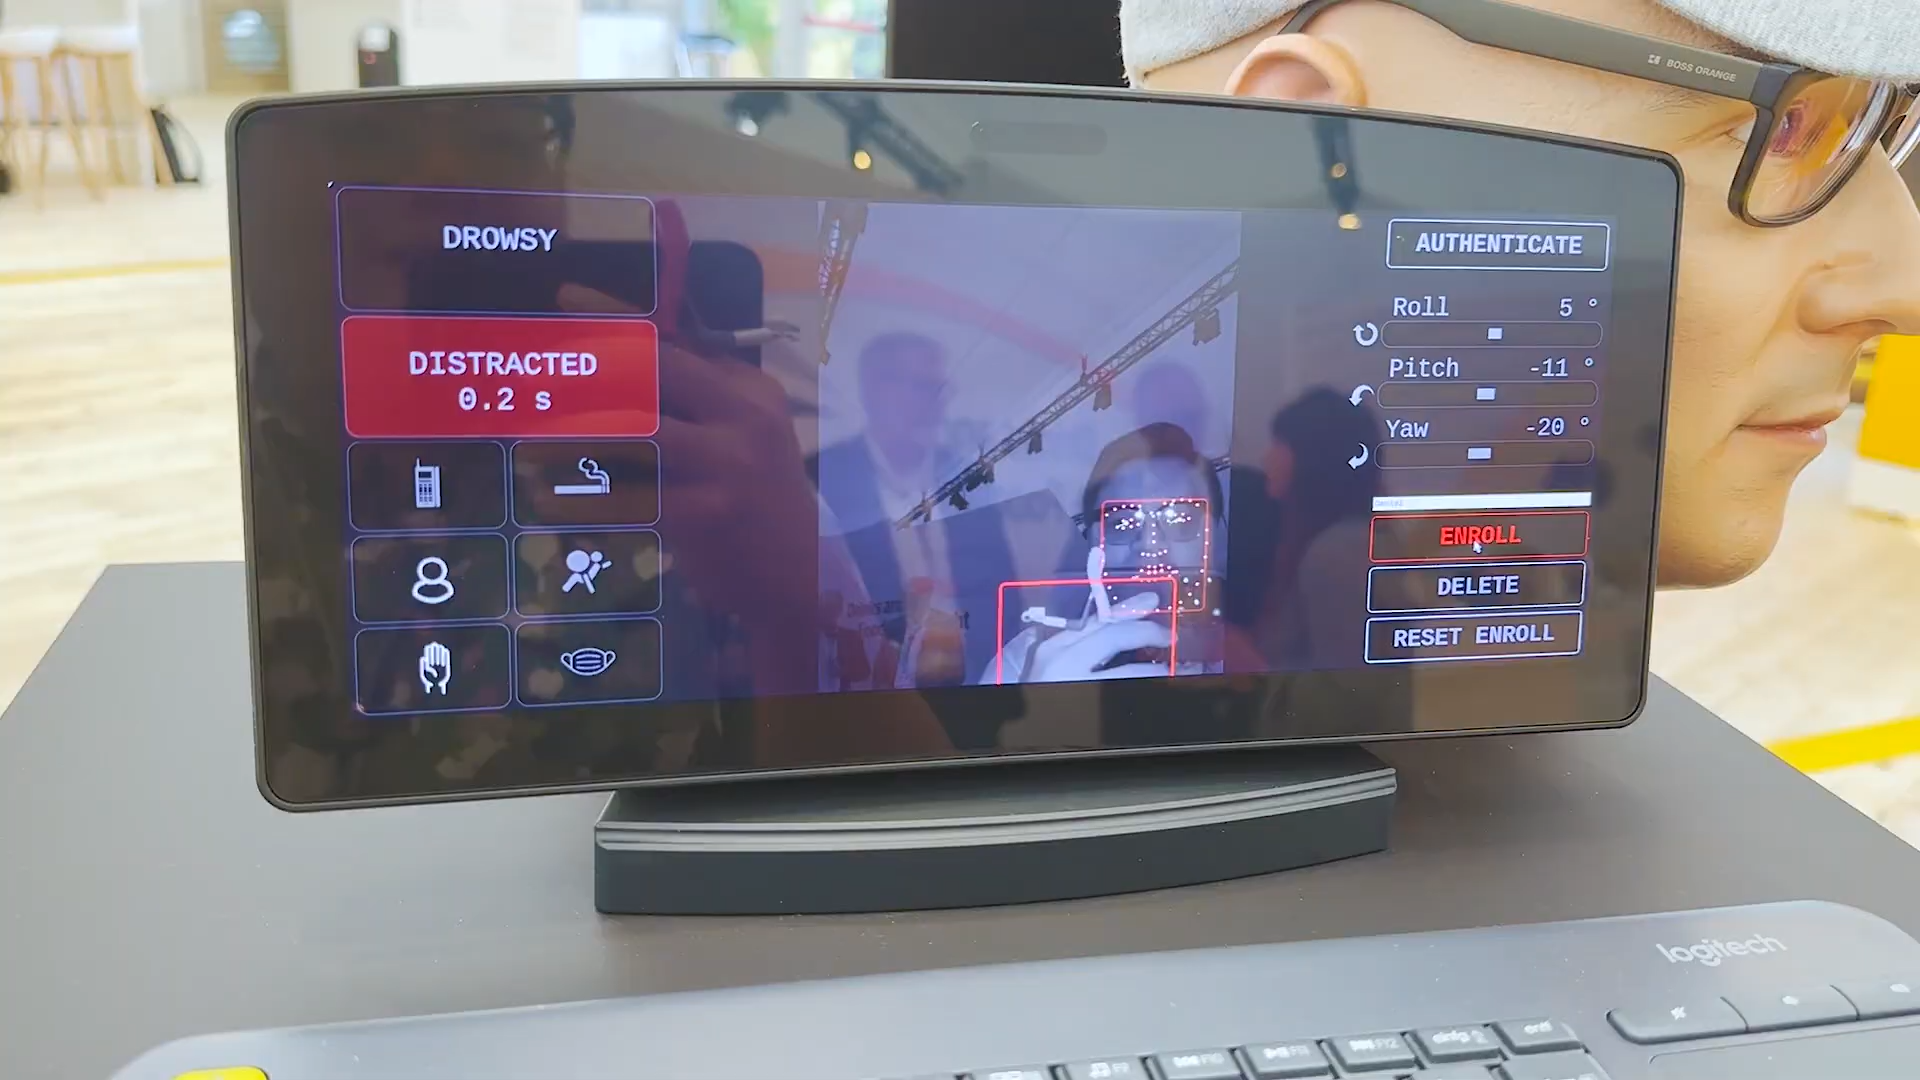 BOSS ORANGE
DROWSY
DISTRACTED
0.2 s
AUTHENTICATE
Roll 5 °
Pitch -11 °
Yaw -20 °
ENROLL
DELETE
RESET ENROLL
logitech